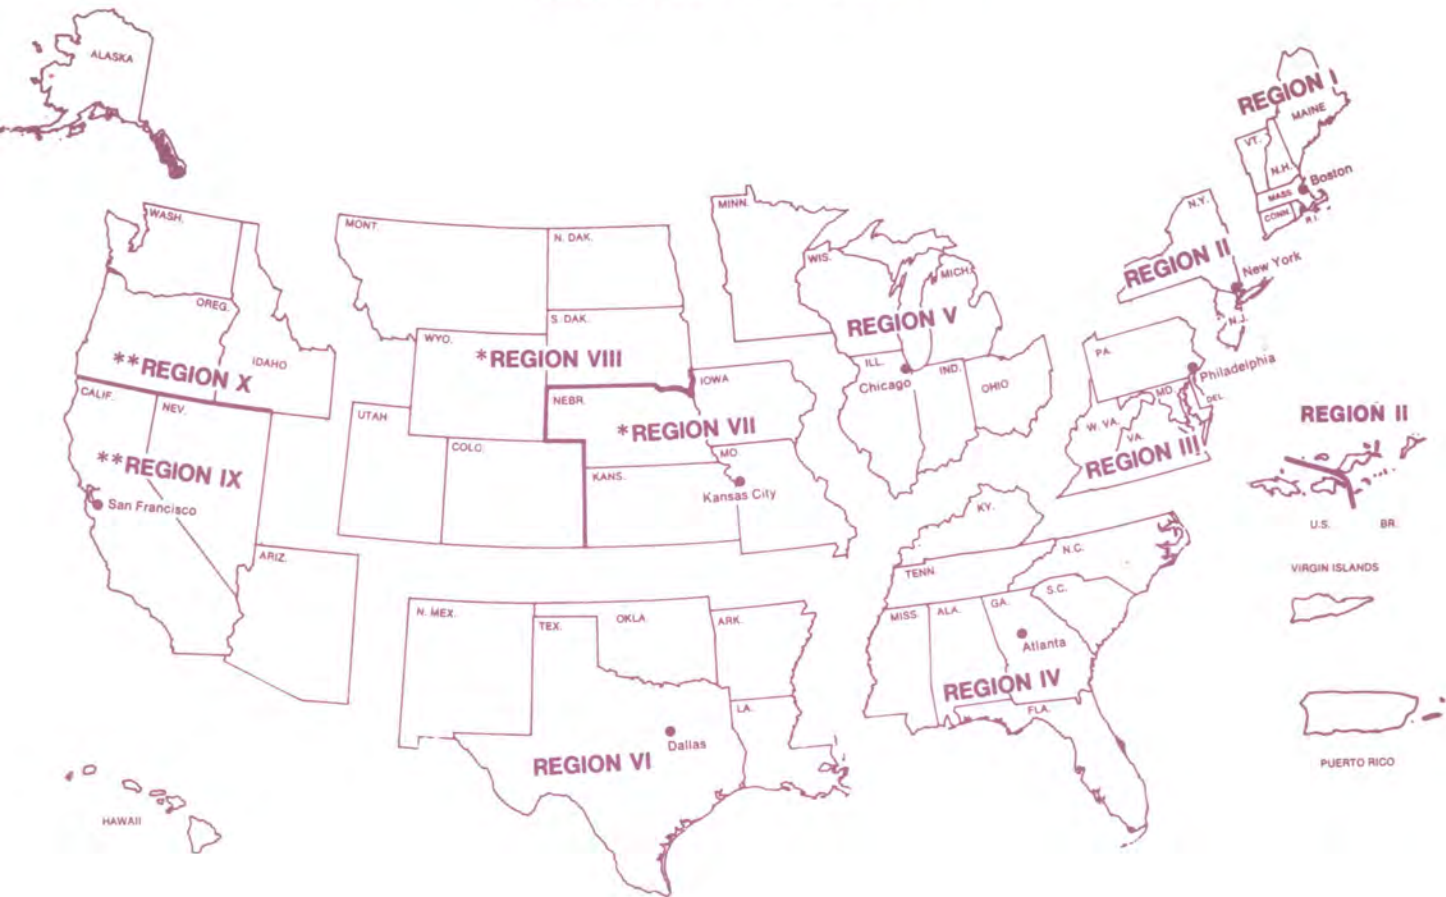 ALASKA
REGION I
MAINE
VT.
N.H.
Boston
MASS
CONN.
R.I.
WASH.
MONT.
N. DAK.
MINN.
N.Y.
WIS.
MICH.
REGION II
New York
OREG.
S. DAK.
REGION V
N.J.
WYO.
*REGION VIII
PA.
**REGION X
IDAHO
IOWA
ILL.
IND.
OHIO
Chicago
Philadelphia
CALIF.
NEV.
UTAH
NEBR.
MD.
DEL.
REGION II
*REGION VII
W. VA.
VA.
COLO.
MO.
REGION III
**REGION IX
KANS.
Kansas City
San Francisco
KY.
U.S.
BR.
ARIZ.
N.C.
TENN.
VIRGIN ISLANDS
S.C.
N. MEX.
OKLA.
TEX.
ARK.
MISS.
ALA.
GA.
Atlanta
REGION IV
LA.
FLA.
Dallas
REGION VI
PUERTO RICO
HAWAII